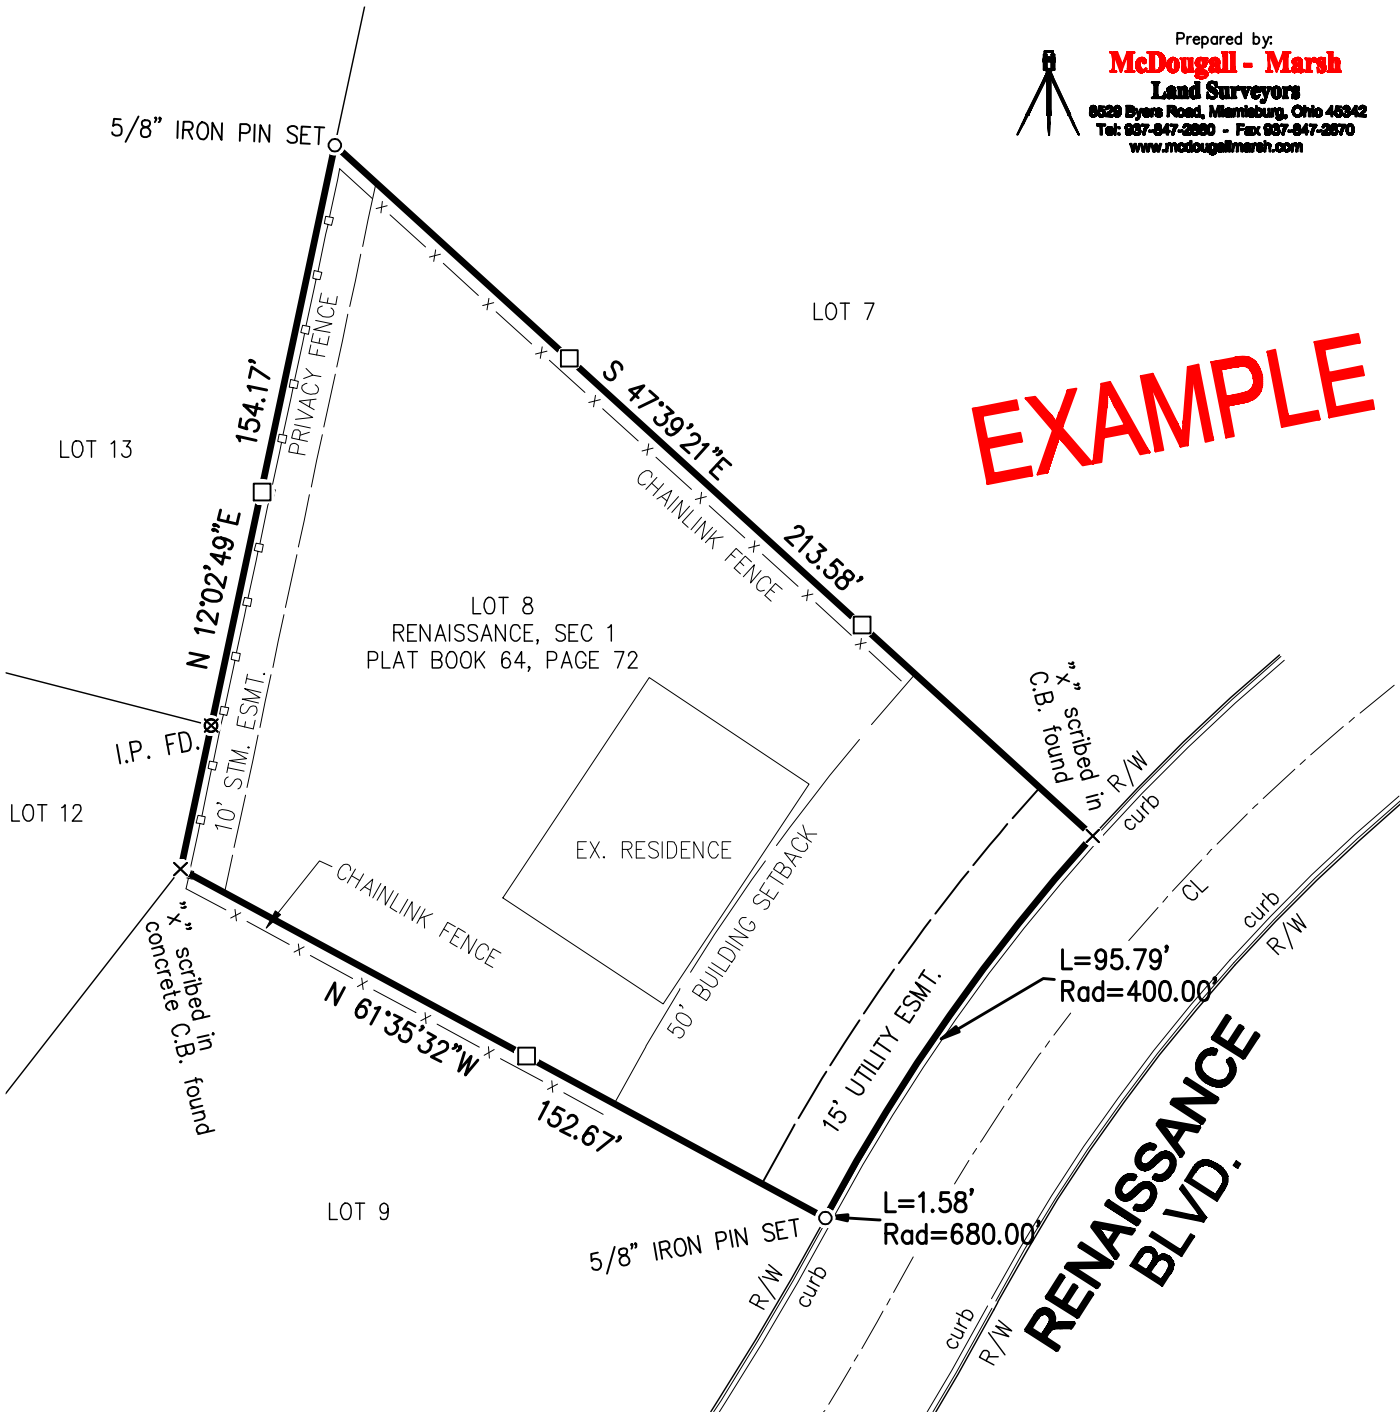 Prepared by:
McDougall - Marsh
Land Surveyors
8529 Byers Road, Miamisburg, Ohio 45342
Tel: 937-847-2660 - Fax 937-847-2670
www.mcdougallmarsh.com
5/8" IRON PIN SET
LOT 7
EXAMPLE
154.17'
PRIVACY FENCE
S 47°39'21"E
LOT 13
CHAINLINK FENCE
213.58'
N 12°02'49"E
LOT 8
RENAISSANCE, SEC 1
PLAT BOOK 64, PAGE 72
10' STM. ESMT.
"x" scribed in
C.B. found
I.P. FD.
R/W
curb
LOT 12
EX. RESIDENCE
50' BUILDING SETBACK
CHAINLINK FENCE
CL
curb
R/W
"x" scribed in
concrete C.B. found
L=95.79'
Rad=400.00'
N 61°35'32"W
15' UTILITY ESMT.
152.67'
RENAISSANCE
BLVD.
LOT 9
L=1.58'
Rad=680.00'
5/8" IRON PIN SET
R/W
curb
curb
R/W